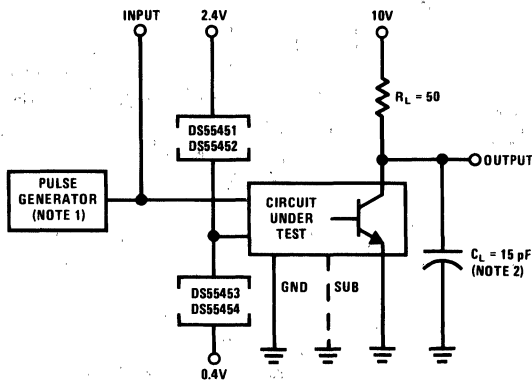 INPUT
2.4V
10V
R_L = 50
DS55451
DS55452
OUTPUT
PULSE
GENERATOR
(NOTE 1)
CIRCUIT
UNDER
TEST
C_L = 15 pF
(NOTE 2)
DS55453
DS55454
GND
SUB
0.4V